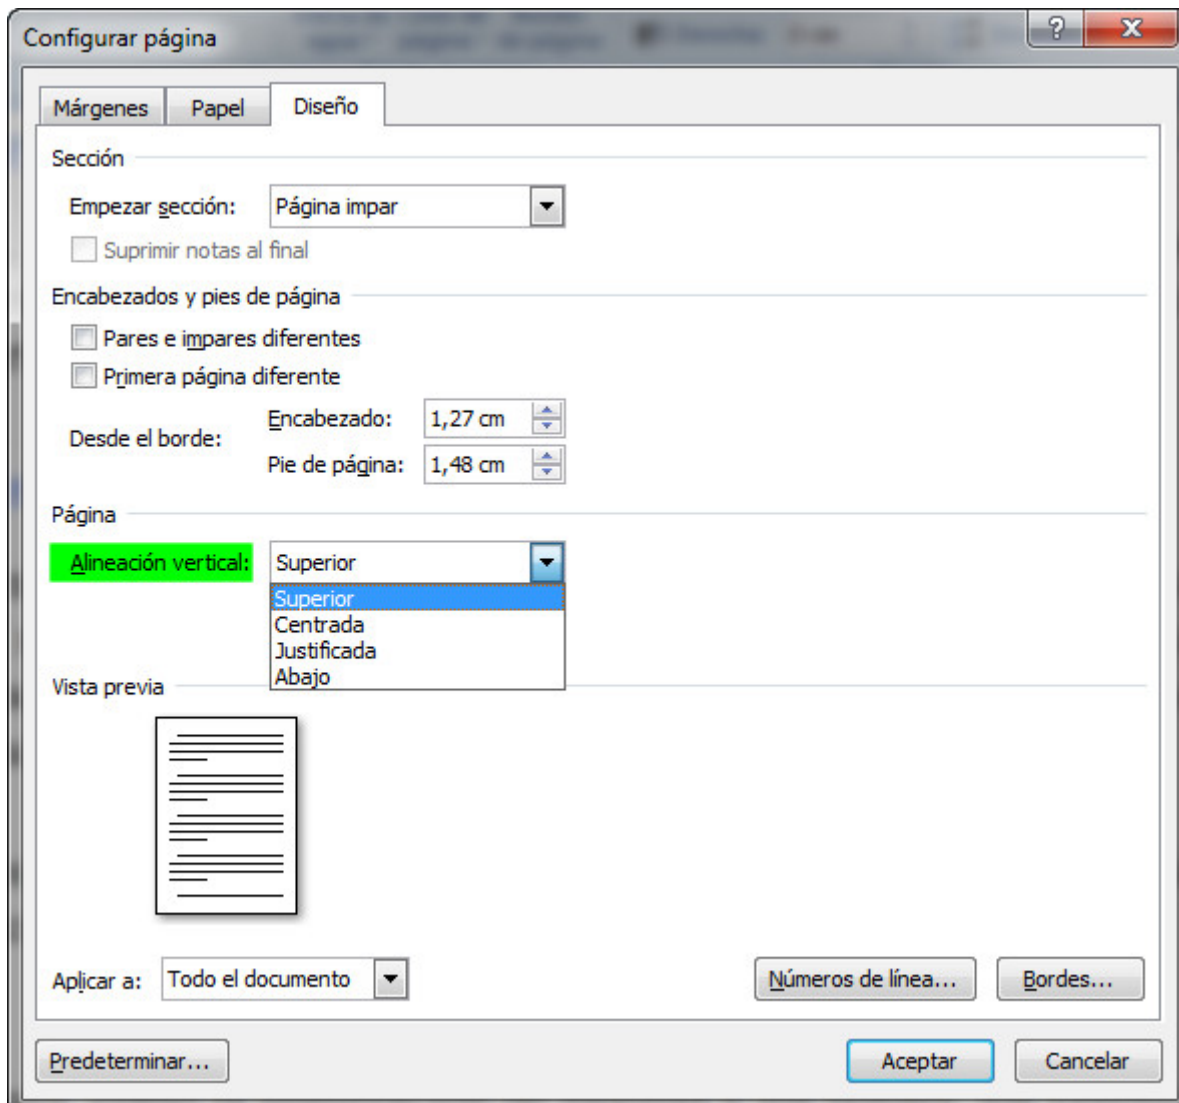 Configurar página
Márgenes Papel Diseño
Sección
Empezar sección: Página impar
Suprimir notas al final
Encabezados y pies de página
Pares e impares diferentes
Primera página diferente
Desde el borde:
Encabezado: 1,27 cm
Pie de página: 1,48 cm
Página
Alineación vertical: Superior
Superior
Centrada
Justificada
Abajo
Vista previa
Aplicar a: Todo el documento Números de línea... Bordes...
Predeterminar... Aceptar Cancelar